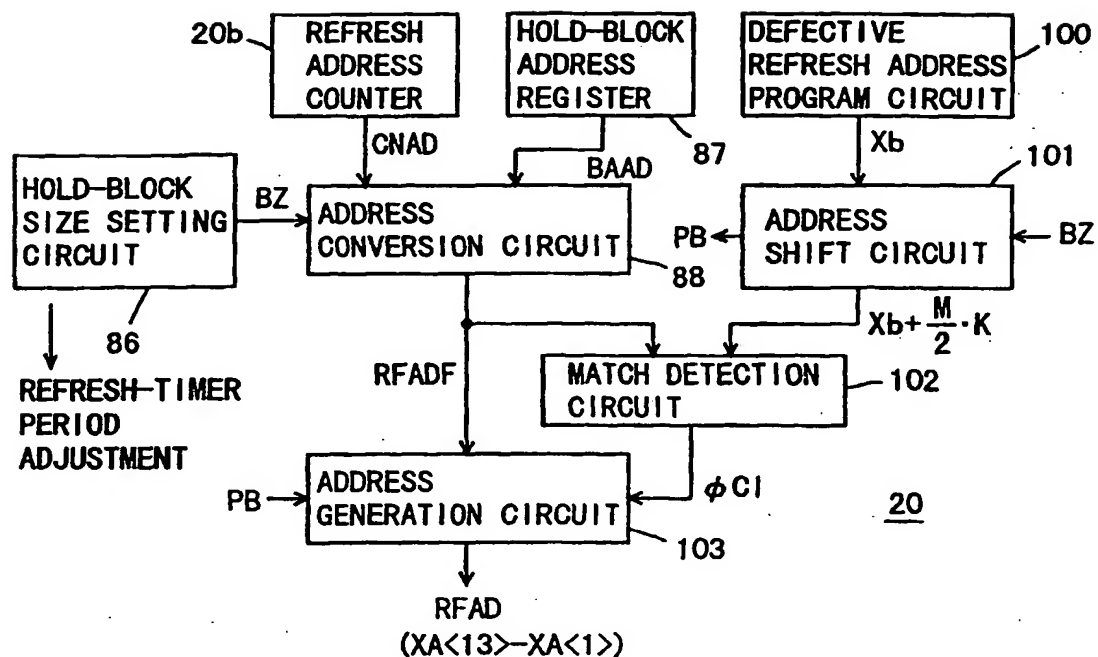 20b
REFRESH
ADDRESS
COUNTER
HOLD-BLOCK
ADDRESS
REGISTER
87
DEFECTIVE
REFRESH ADDRESS
PROGRAM CIRCUIT
100
CNAD
BAAD
Xb
101
HOLD-BLOCK
SIZE SETTING
CIRCUIT
BZ
ADDRESS
CONVERSION CIRCUIT
88
PB
ADDRESS
SHIFT CIRCUIT
BZ
86
REFRESH-TIMER
PERIOD
ADJUSTMENT
RFADF
Xb+M/2·K
MATCH DETECTION
CIRCUIT
102
PB
ADDRESS
GENERATION CIRCUIT
φCI
103
20
RFAD
(XA<13>-XA<1>)